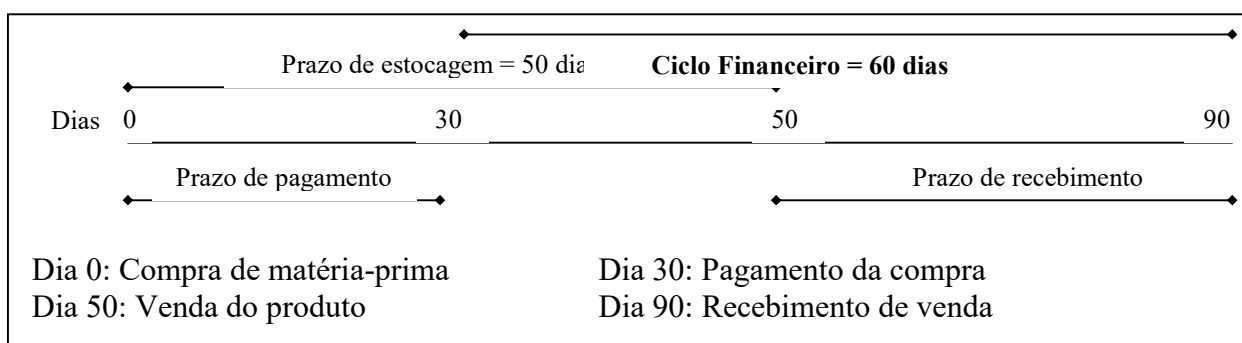 Prazo de estocagem = 50 dia Ciclo Financeiro = 60 dias
Dias 0 30 50 90
Prazo de pagamento Prazo de recebimento
Dia 0: Compra de matéria-prima Dia 30: Pagamento da compra
Dia 50: Venda do produto Dia 90: Recebimento de venda